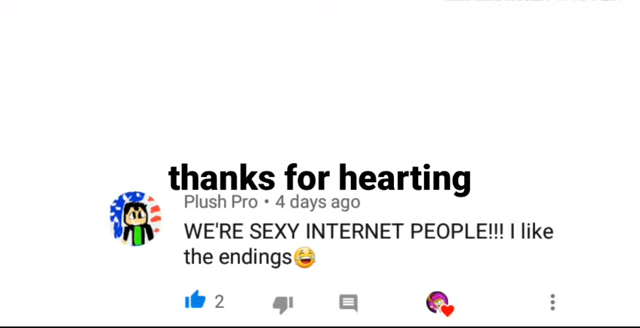 thanks for hearting
Plush Pro • 4 days ago
WE'RE SEXY INTERNET PEOPLE!!! I like
the endings😂
2